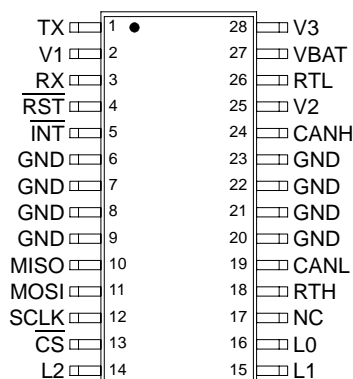 TX 1 28 V3
V1 2 27 VBAT
RX 3 26 RTL
RST 4 25 V2
INT 5 24 CANH
GND 6 23 GND
GND 7 22 GND
GND 8 21 GND
GND 9 20 GND
MISO 10 19 CANL
MOSI 11 18 RTH
SCLK 12 17 NC
CS 13 16 L0
L2 14 15 L1